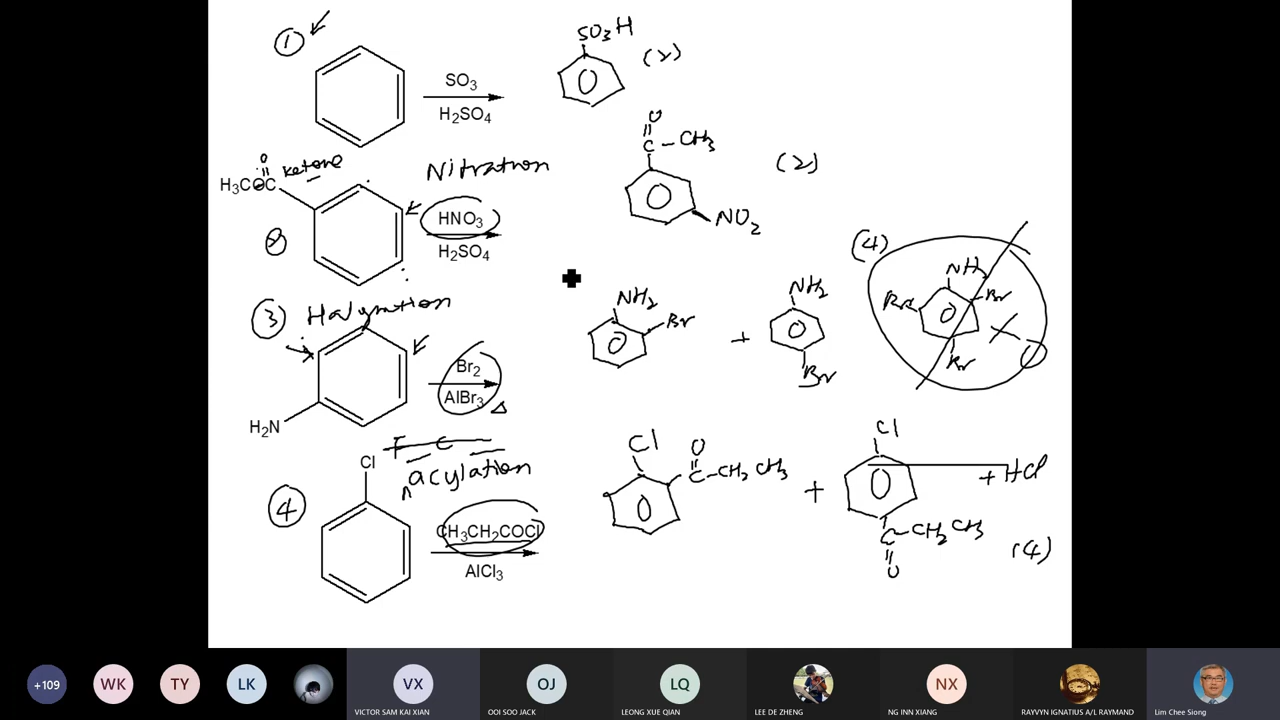 ①
SO₃
H₂SO₄
SO₃H
(2)
O
H₃COC
ketone
Nitration
②
HNO₃
H₂SO₄
O
C-CH₃
NO₂
(2)
③ Halogenation
H₂N
Br₂
AlBr₃ Δ
NH₂
Br
+
NH₂
Br
(4)
NH₂
Br
Br
Br
F C
acylation
④
Cl
CH₃CH₂COCl
AlCl₃
Cl
O
C-CH₂CH₃
+
Cl
C-CH₂CH₃
O
+HCl
(4)
+109
WK
TY
LK
VX
OJ
LQ
NX
VICTOR SAM KAI XIAN
OOI SOO JACK
LEONG XUE QIAN
LEE DE ZHENG
NG INN XIANG
RAYVYN IGNATIUS A/L RAYMAND
Lim Chee Siong